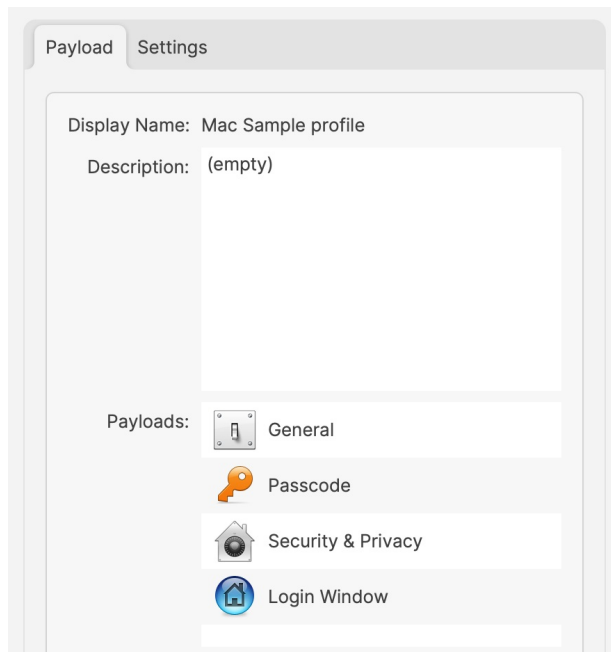 Payload Settings
Display Name: Mac Sample profile
Description: (empty)
Payloads: General
Passcode
Security & Privacy
Login Window